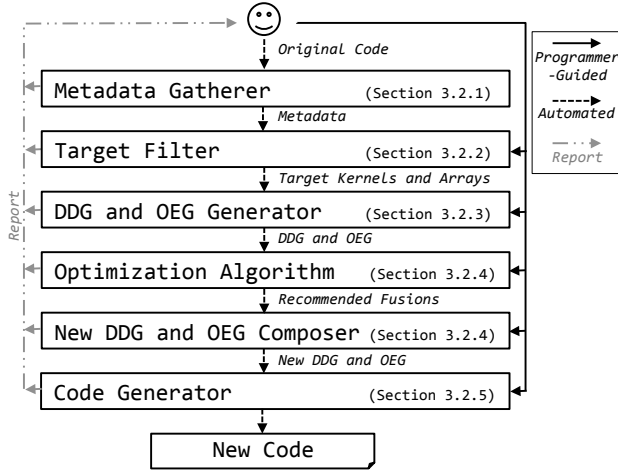 Original Code
Metadata Gatherer (Section 3.2.1)
Metadata
Target Filter (Section 3.2.2)
Target Kernels and Arrays
DDG and OEG Generator (Section 3.2.3)
DDG and OEG
Optimization Algorithm (Section 3.2.4)
Recommended Fusions
New DDG and OEG Composer (Section 3.2.4)
New DDG and OEG
Code Generator (Section 3.2.5)
New Code
Report
Programmer
-Guided
Automated
Report